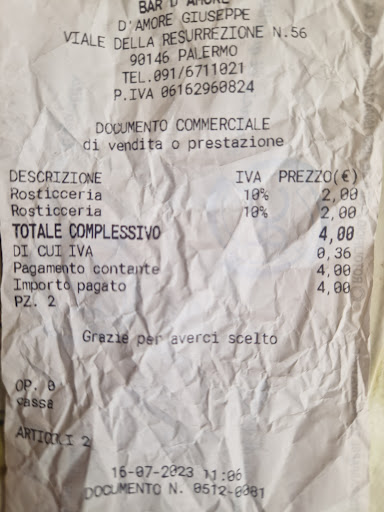 BAR D'AMORE
D'AMORE GIUSEPPE
VIALE DELLA RESURREZIONE N.56
90146 PALERMO
TEL.091/6711021
P.IVA 06162960824
DOCUMENTO COMMERCIALE
di vendita o prestazione
DESCRIZIONE IVA PREZZO(€)
Rosticceria 10% 2,00
Rosticceria 10% 2,00
TOTALE COMPLESSIVO 4,00
DI CUI IVA 0,36
Pagamento contante 4,00
Importo pagato 4,00
PZ. 2
Grazie per averci scelto
OP. 0
cassa
ARTICOLI 2
16-07-2023 11:06
DOCUMENTO N. 0512-0081